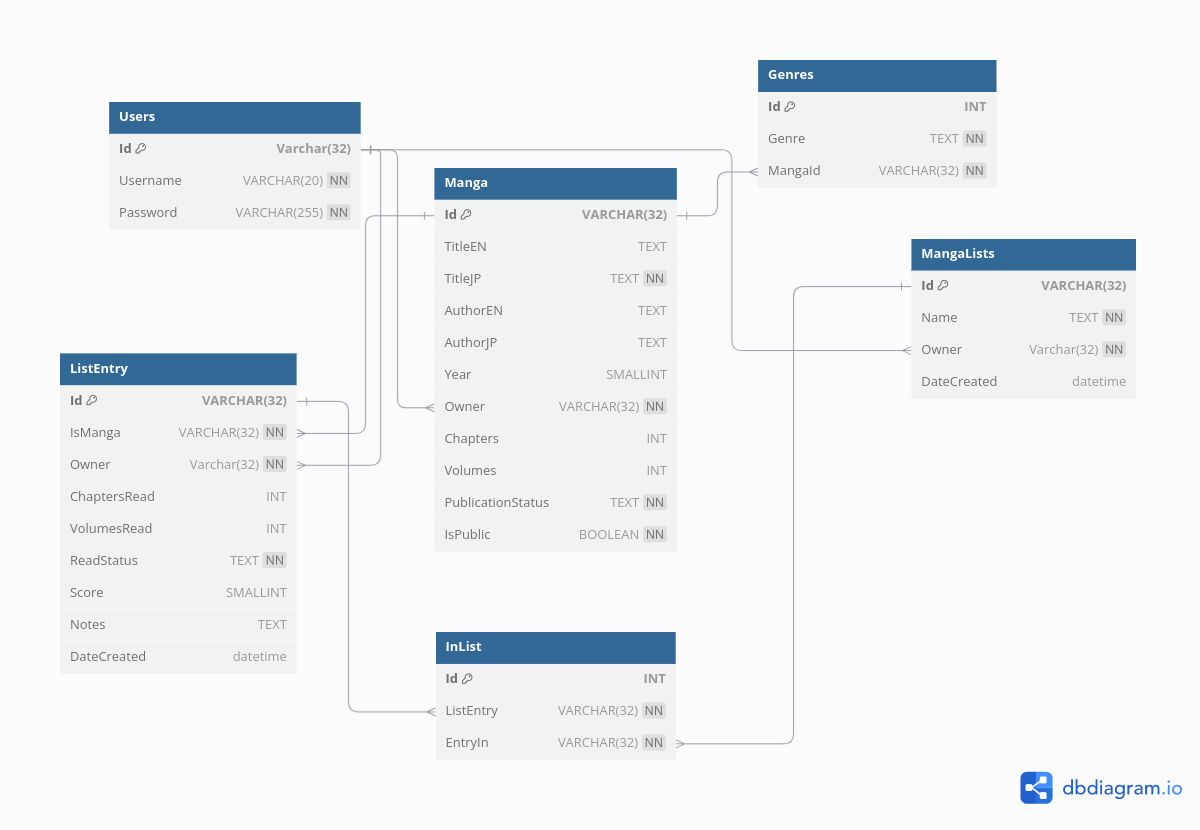 Users
Id Varchar(32)
Username VARCHAR(20) NN
Password VARCHAR(255) NN
Genres
Id INT
Genre TEXT NN
MangaId VARCHAR(32) NN
Manga
Id VARCHAR(32)
TitleEN TEXT
TitleJP TEXT NN
AuthorEN TEXT
AuthorJP TEXT
Year SMALLINT
Owner VARCHAR(32) NN
Chapters INT
Volumes INT
PublicationStatus TEXT NN
IsPublic BOOLEAN NN
MangaLists
Id VARCHAR(32)
Name TEXT NN
Owner Varchar(32) NN
DateCreated datetime
ListEntry
Id VARCHAR(32)
IsManga VARCHAR(32) NN
Owner Varchar(32) NN
ChaptersRead INT
VolumesRead INT
ReadStatus TEXT NN
Score SMALLINT
Notes TEXT
DateCreated datetime
InList
Id INT
ListEntry VARCHAR(32) NN
EntryIn VARCHAR(32) NN
dbdiagram.io